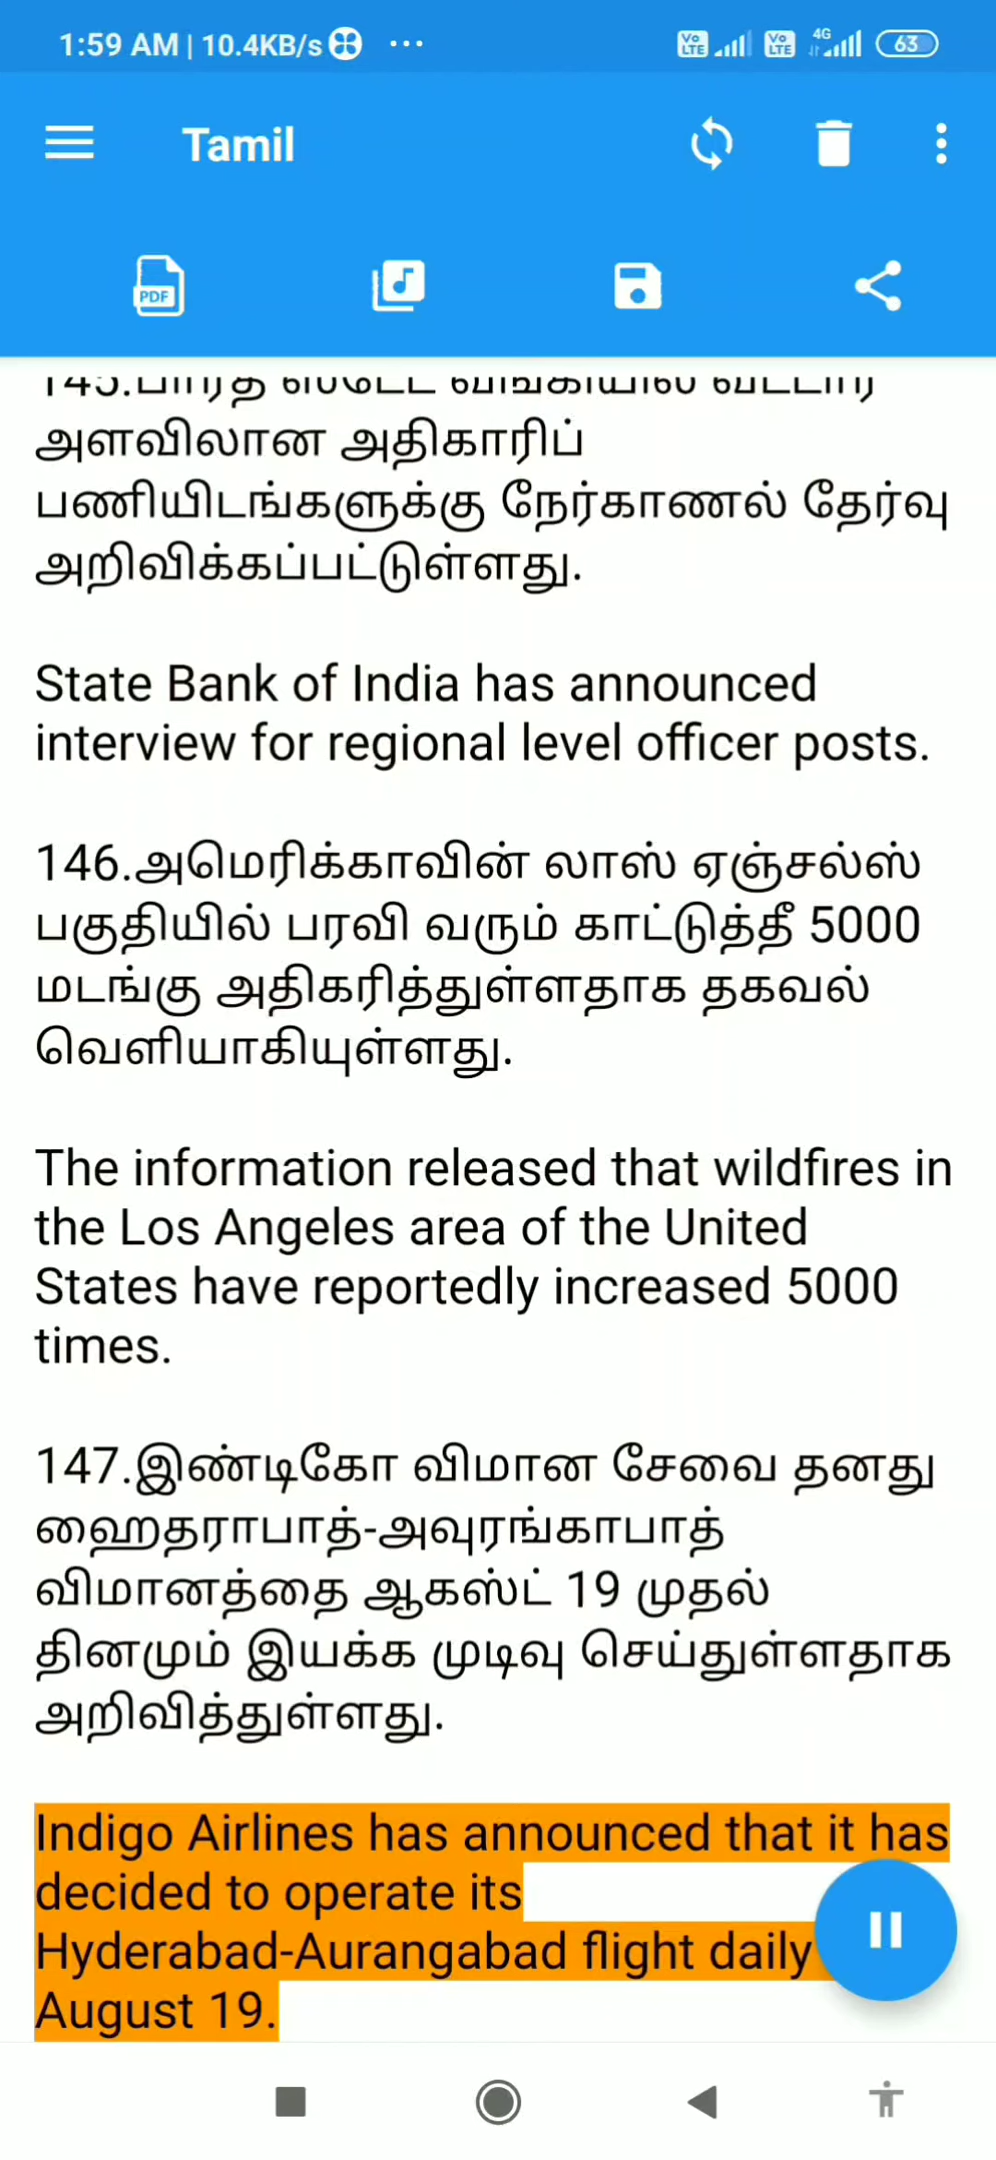 1:59 AM | 10.4KB/s ...
Vo LTE Vo LTE 4G 63
Tamil
PDF
அளவிலான அதிகாரிப்
பணியிடங்களுக்கு நேர்காணல் தேர்வு
அறிவிக்கப்பட்டுள்ளது.
State Bank of India has announced
interview for regional level officer posts.
146.அமெரிக்காவின் லாஸ் ஏஞ்சல்ஸ்
பகுதியில் பரவி வரும் காட்டுத்தீ 5000
மடங்கு அதிகரித்துள்ளதாக தகவல்
வெளியாகியுள்ளது.
The information released that wildfires in
the Los Angeles area of the United
States have reportedly increased 5000
times.
147.இண்டிகோ விமான சேவை தனது
ஹைதராபாத்-அவுரங்காபாத்
விமானத்தை ஆகஸ்ட் 19 முதல்
தினமும் இயக்க முடிவு செய்துள்ளதாக
அறிவித்துள்ளது.
Indigo Airlines has announced that it has
decided to operate its
Hyderabad-Aurangabad flight daily
August 19.